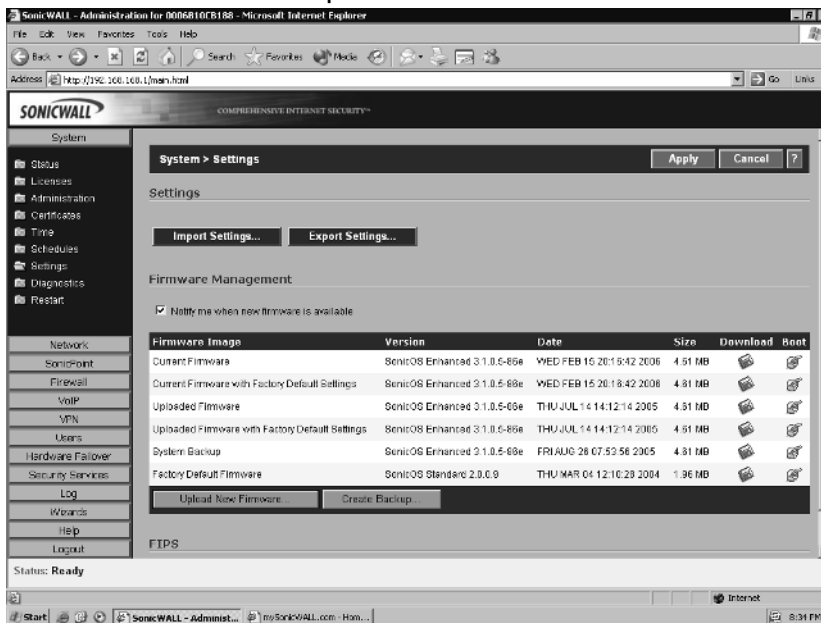 SonicWALL - Administration for 0006B10CB188 - Microsoft Internet Explorer
File Edit View Favorites Tools Help
Back Search Favorites Media
Address http://192.168.168.1/main.html Go Links
SONICWALL COMPREHENSIVE INTERNET SECURITY™
System
Status
Licenses
Administration
Certificates
Time
Schedules
Settings
Diagnostics
Restart
Network
SonicPoint
Firewall
VoIP
VPN
Users
Hardware Failover
Security Services
Log
Wizards
Help
Logout
System > Settings Apply Cancel ?
Settings
Import Settings... Export Settings...
Firmware Management
Notify me when new firmware is available
Firmware Image Version Date Size Download Boot
Current Firmware SonicOS Enhanced 3.1.0.5-86e WED FEB 15 20:16:42 2006 4.61 MB
Current Firmware with Factory Default Settings SonicOS Enhanced 3.1.0.5-86e WED FEB 15 20:16:42 2006 4.61 MB
Uploaded Firmware SonicOS Enhanced 3.1.0.5-86e THU JUL 14 14:12:14 2005 4.61 MB
Uploaded Firmware with Factory Default Settings SonicOS Enhanced 3.1.0.5-86e THU JUL 14 14:12:14 2005 4.61 MB
System Backup SonicOS Enhanced 3.1.0.5-86e FRI AUG 26 07:53:56 2005 4.61 MB
Factory Default Firmware SonicOS Standard 2.0.0.9 THU MAR 04 12:10:28 2004 1.96 MB
Upload New Firmware... Create Backup...
FIPS
Status: Ready
Internet
Start SonicWALL - Administ... mySonicWALL.com - Hom... 8:34 PM